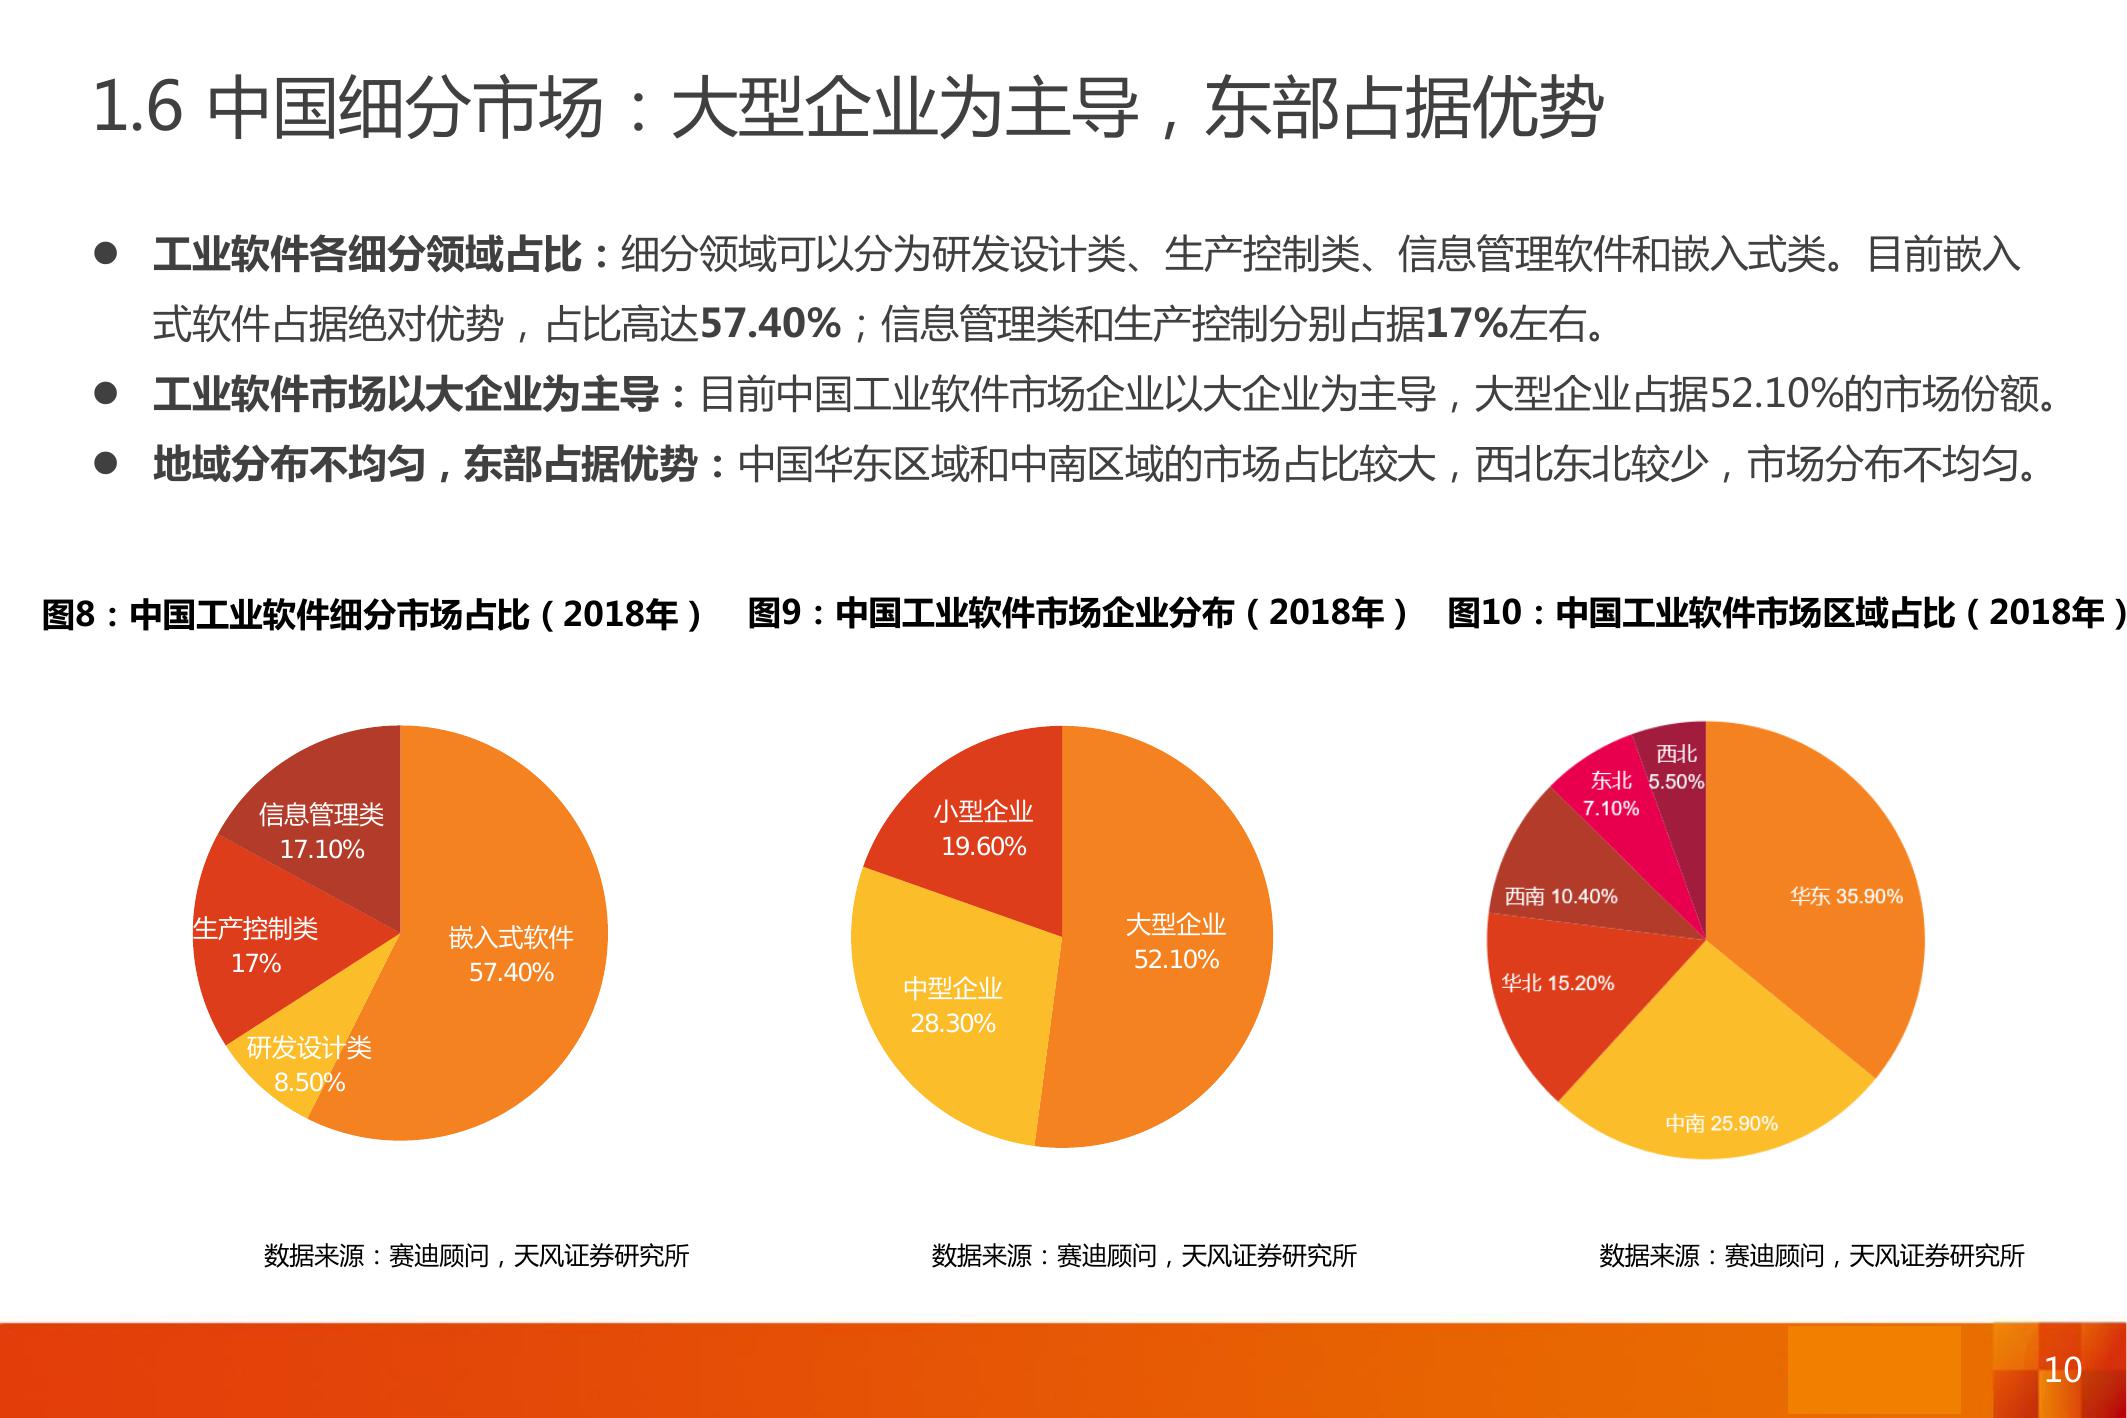 1.6 中国细分市场：大型企业为主导，东部占据优势
● 工业软件各细分领域占比：细分领域可以分为研发设计类、生产控制类、信息管理软件和嵌入式类。目前嵌入
式软件占据绝对优势，占比高达57.40%；信息管理类和生产控制分别占据17%左右。
● 工业软件市场以大企业为主导：目前中国工业软件市场企业以大企业为主导，大型企业占据52.10%的市场份额。
● 地域分布不均匀，东部占据优势：中国华东区域和中南区域的市场占比较大，西北东北较少，市场分布不均匀。
图8：中国工业软件细分市场占比（2018年）
信息管理类
17.10%
生产控制类
17%
嵌入式软件
57.40%
研发设计类
8.50%
数据来源：赛迪顾问，天风证券研究所
图9：中国工业软件市场企业分布（2018年）
小型企业
19.60%
大型企业
52.10%
中型企业
28.30%
数据来源：赛迪顾问，天风证券研究所
图10：中国工业软件市场区域占比（2018年）
西北
5.50%
东北
7.10%
西南 10.40%
华东 35.90%
华北 15.20%
中南 25.90%
数据来源：赛迪顾问，天风证券研究所
10